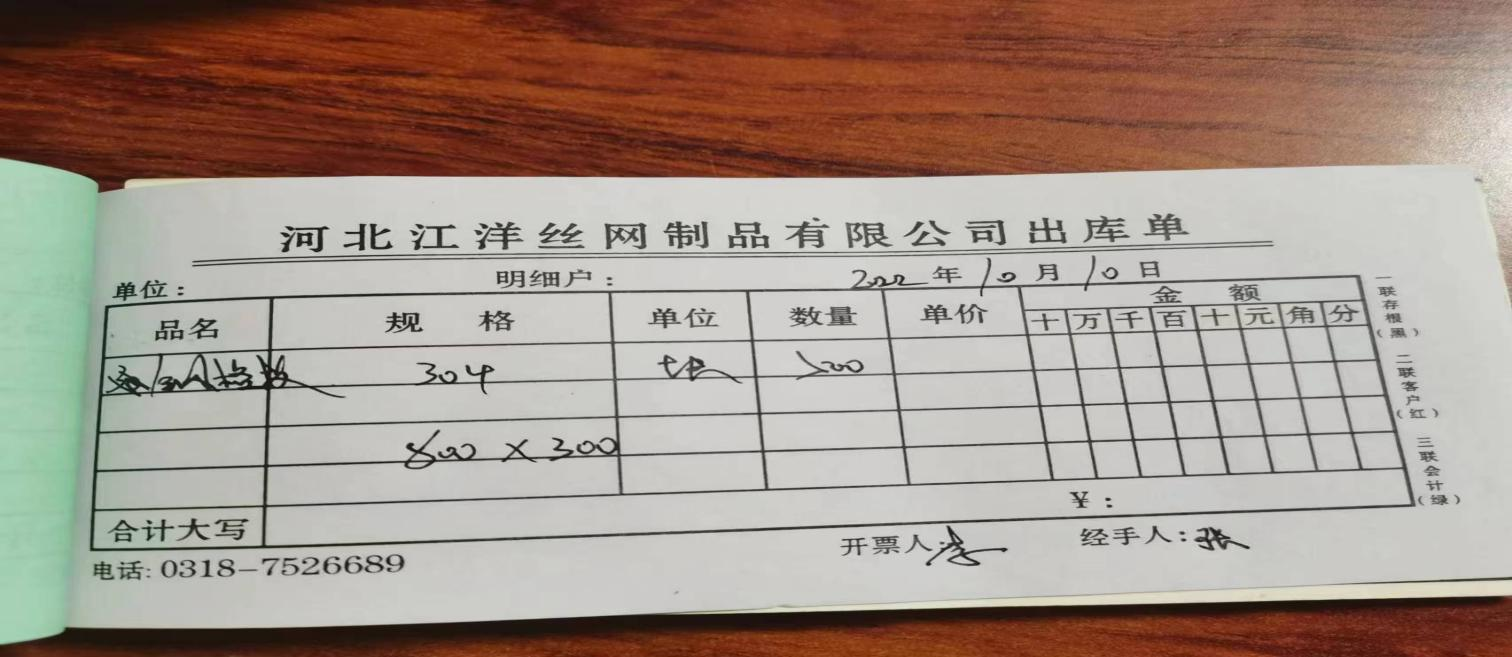 河北江洋丝网制品有限公司出库单
单位： 明细户： 2022 年 10 月 10 日
品名 规 格 单位 数量 单价 金 额
十 万 千 百 十 元 角 分
304 块
800 × 300
合计大写 ¥：
开票人 李 经手人：张
电话：0318-7526689
一联存根（黑） 二联客户（红） 三联会计（绿）